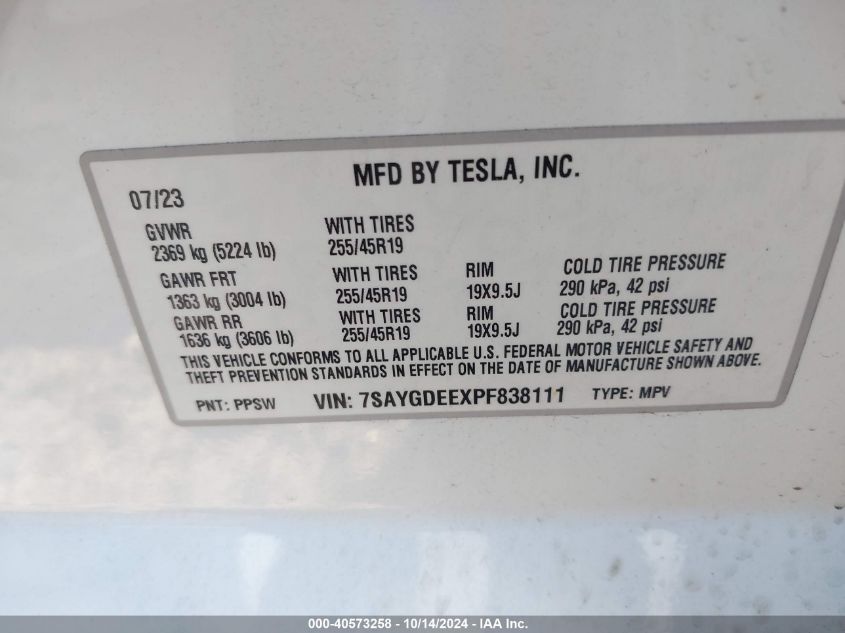 MFD BY TESLA, INC.
07/23
GVWR WITH TIRES
2369 kg (5224 lb) 255/45R19
GAWR FRT WITH TIRES RIM COLD TIRE PRESSURE
1363 kg (3004 lb) 255/45R19 19X9.5J 290 kPa, 42 psi
GAWR RR WITH TIRES RIM COLD TIRE PRESSURE
1636 kg (3606 lb) 255/45R19 19X9.5J 290 kPa, 42 psi
THIS VEHICLE CONFORMS TO ALL APPLICABLE U.S. FEDERAL MOTOR VEHICLE SAFETY AND
THEFT PREVENTION STANDARDS IN EFFECT ON THE DATE OF MANUFACTURE SHOWN ABOVE.
PNT: PPSW VIN: 7SAYGDEEXPF838111 TYPE: MPV
000-40573258 - 10/14/2024 - IAA Inc.